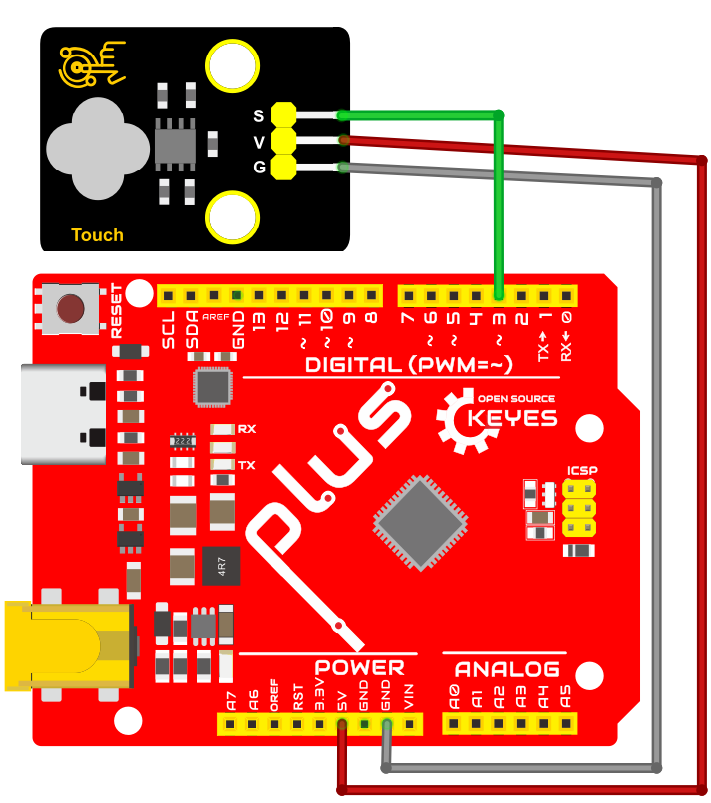 S
V
G
Touch
RESET
SCL
SDA
AREF
GND
13
12
~ 11
~ 10
~ 9
8
7
~ 6
~ 5
4
~ 3
2
TX→ 1
RX← 0
DIGITAL (PWM=~)
OPEN SOURCE
KEYES
plus
RX
TX
222
4R7
ICSP
POWER
ANALOG
A7
A6
OREF
RST
3.3V
5V
GND
GND
VIN
A0
A1
A2
A3
A4
A5